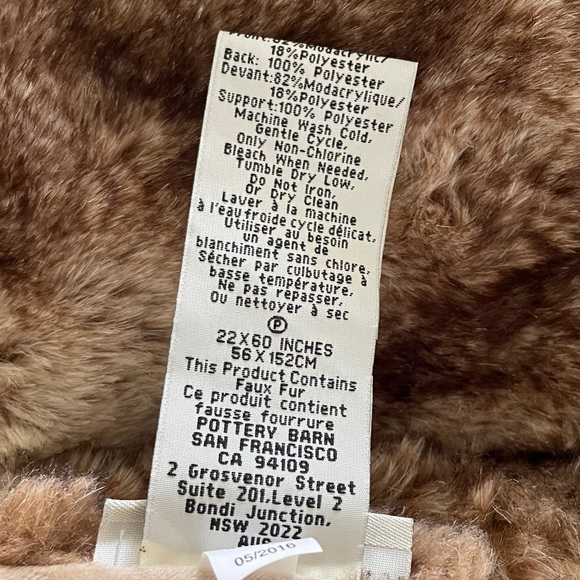 Front:82%Modacrylic/
18%Polyester
Back: 100% Polyester
Devant:82%Modacrylique/
18%Polyester
Support:100% Polyester
Machine Wash Cold,
Gentle Cycle,
Only Non-Chlorine
Bleach When Needed,
Tumble Dry Low,
Do Not Iron,
Or Dry Clean
Laver à la machine
à l'eau froide cycle délicat,
Utiliser au besoin
un agent de
blanchiment sans chlore,
Sécher par culbutage à
basse température,
Ne pas repasser,
Ou nettoyer à sec
P
22X60 INCHES
56X152CM
This Product Contains
Faux Fur
Ce produit contient
fausse fourrure
POTTERY BARN
SAN FRANCISCO
CA 94109
2 Grosvenor Street
Suite 201,Level 2
Bondi Junction,
NSW 2022
AUS
05/2016